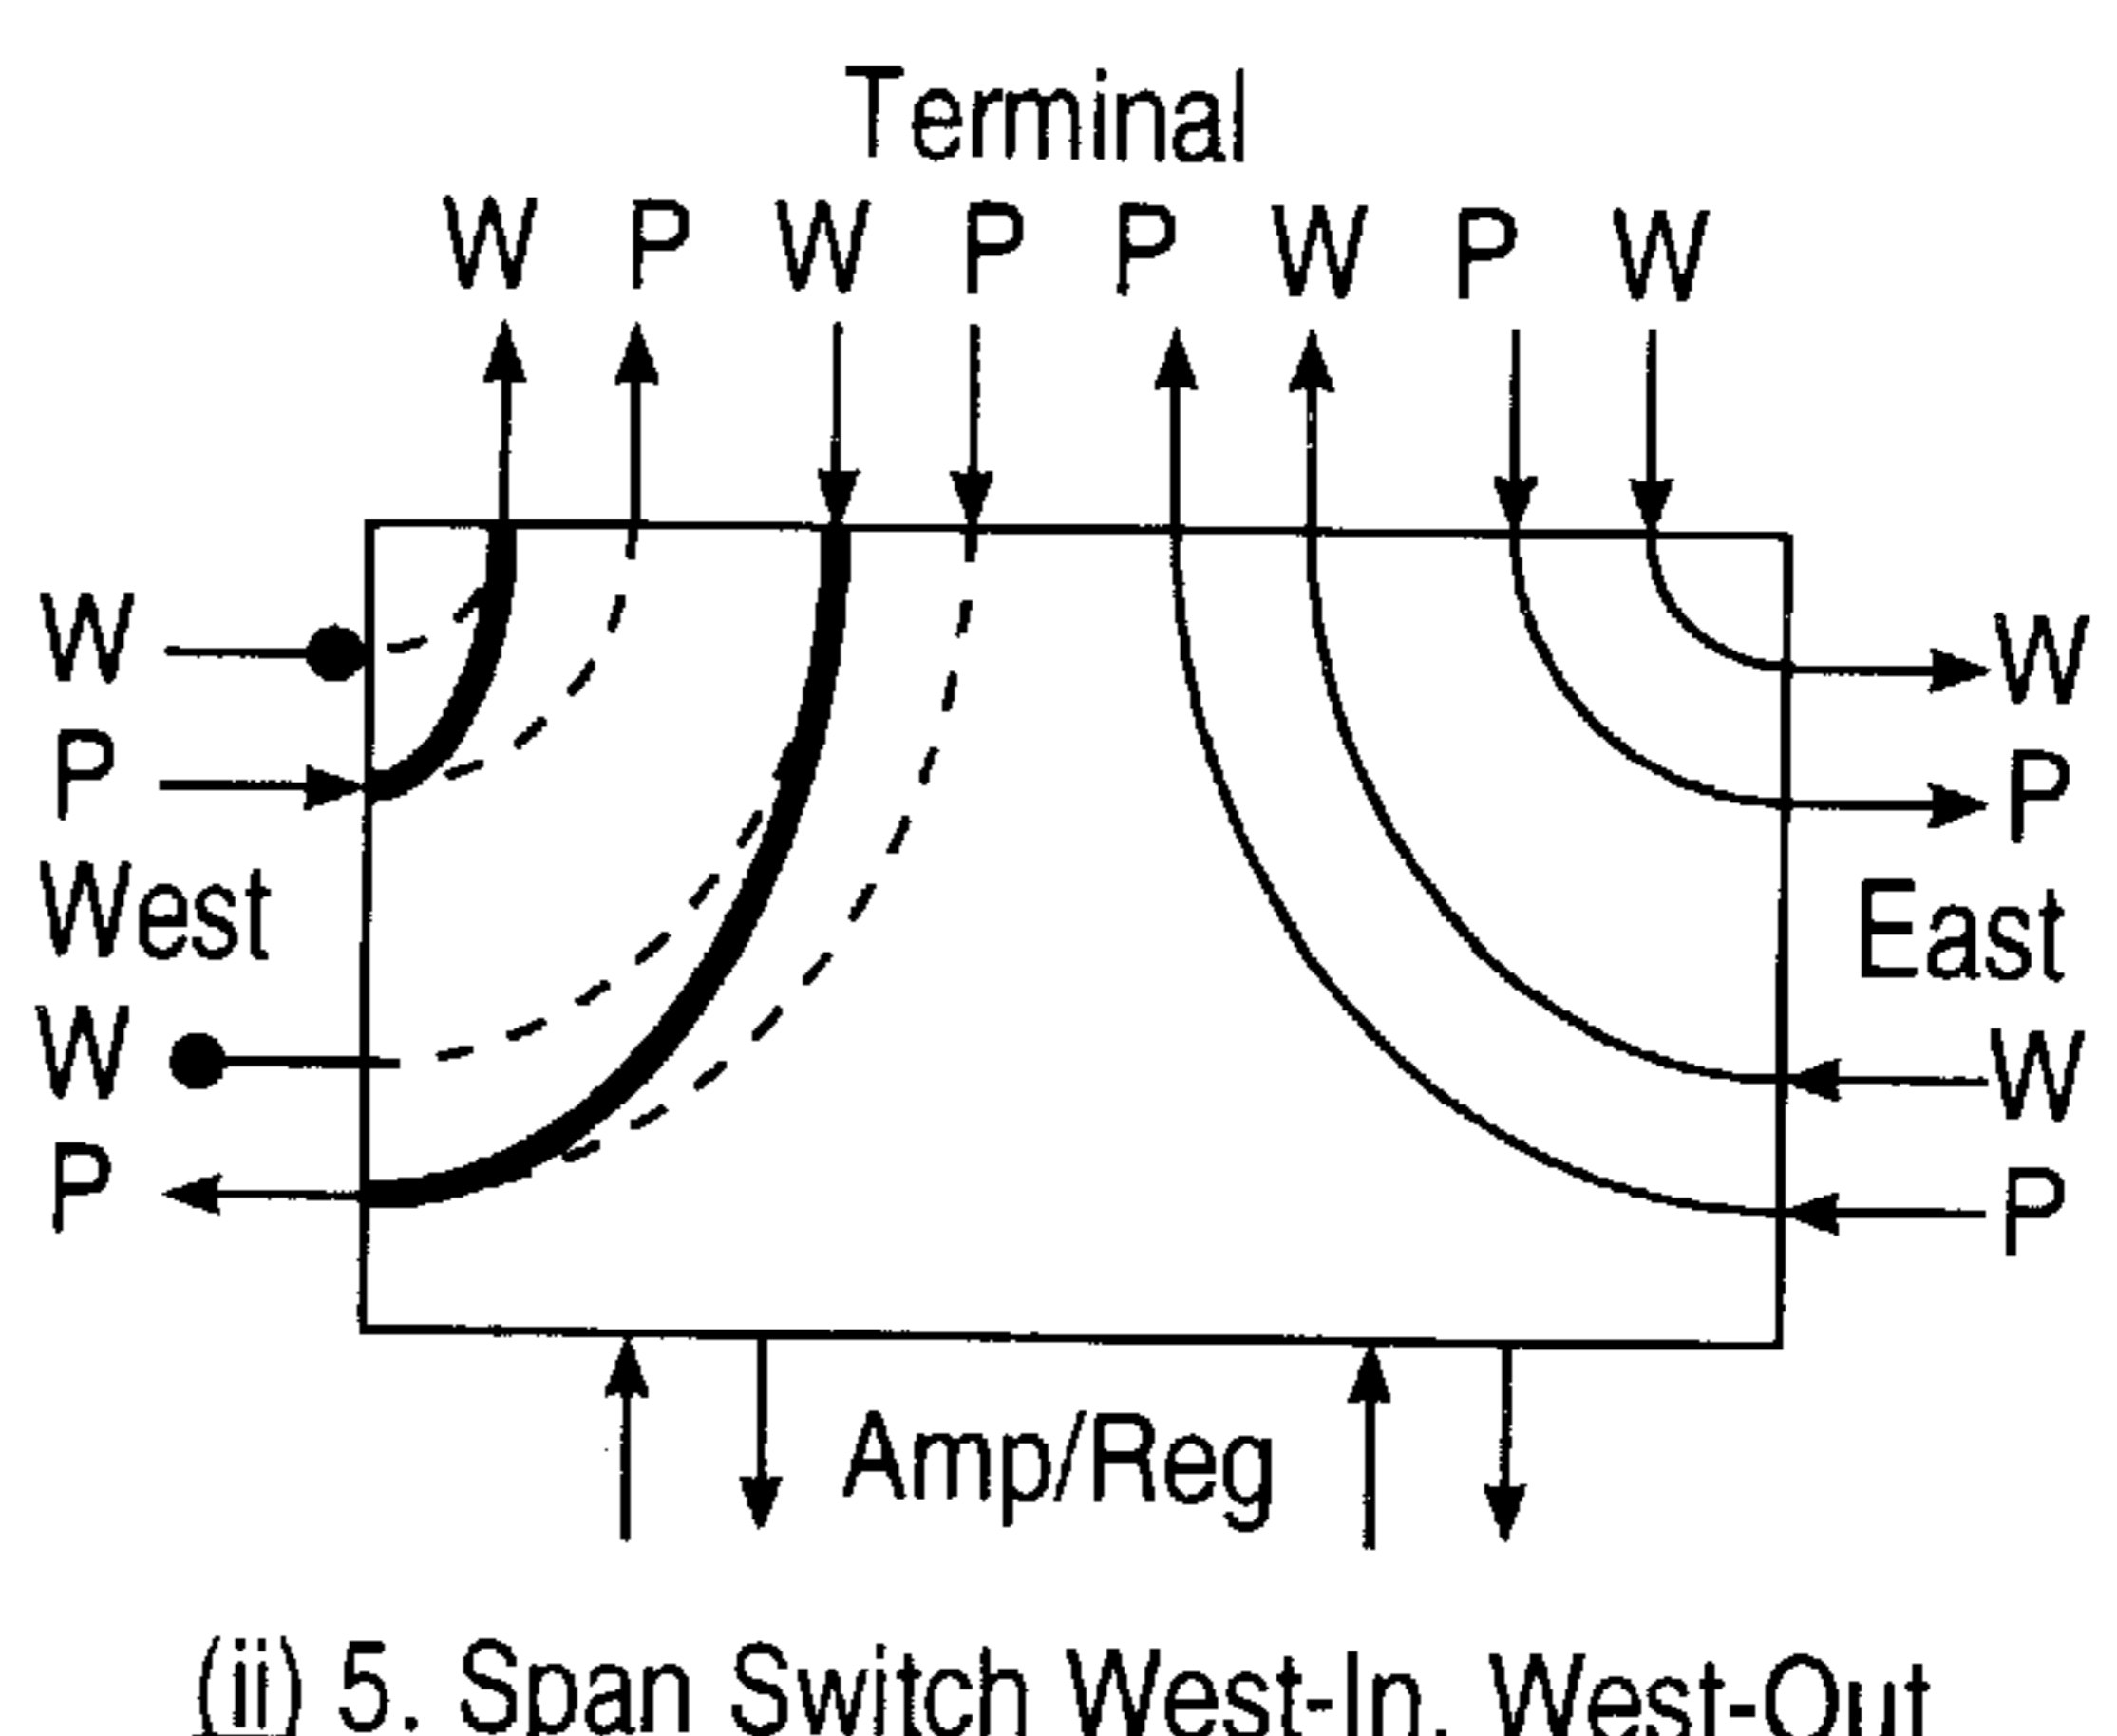 Terminal
W P W P P W P W
W W
P P
West East
W W
P P
Amp/Reg
(ii) 5. Span Switch West-In, West-Out